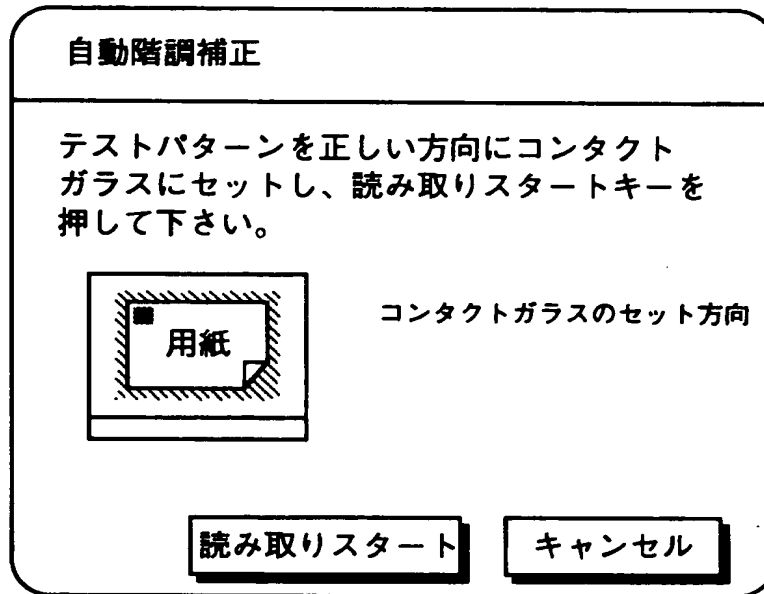 自動階調補正
テストパターンを正しい方向にコンタクト
ガラスにセットし、読み取りスタートキーを
押して下さい。
コンタクトガラスのセット方向
用紙
読み取りスタート
キャンセル